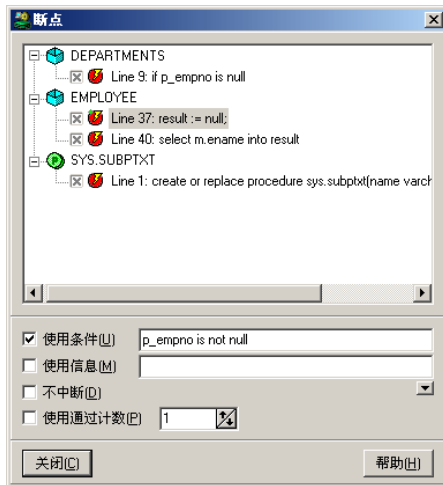 断点
DEPARTMENTS
Line 9: if p_empno is null
EMPLOYEE
Line 37: result := null;
Line 40: select m.ename into result
SYS.SUBPTXT
Line 1: create or replace procedure sys.subptxt(name varch
使用条件(U) p_empno is not null
使用信息(M)
不中断(D)
使用通过计数(P) 1
关闭(C) 帮助(H)